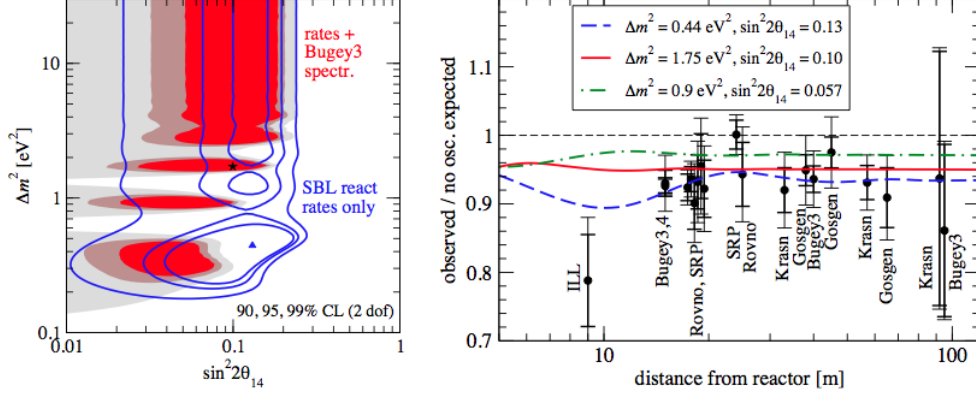 rates +
Bugey3
spectr.
SBL react
rates only
90, 95, 99% CL (2 dof)
Δm² [eV²]
10
1
0.1
0.01
0.1
1
sin²2θ₁₄
Δm² = 0.44 eV², sin²2θ₁₄ = 0.13
Δm² = 1.75 eV², sin²2θ₁₄ = 0.10
Δm² = 0.9 eV², sin²2θ₁₄ = 0.057
observed / no osc. expected
1.1
1
0.9
0.8
0.7
ILL
Bugey3,4
Rovno, SRP
SRP
Rovno
Krasn
Gosgen
Bugey3
Gosgen
Krasn
Gosgen
Krasn
Bugey3
10
100
distance from reactor [m]